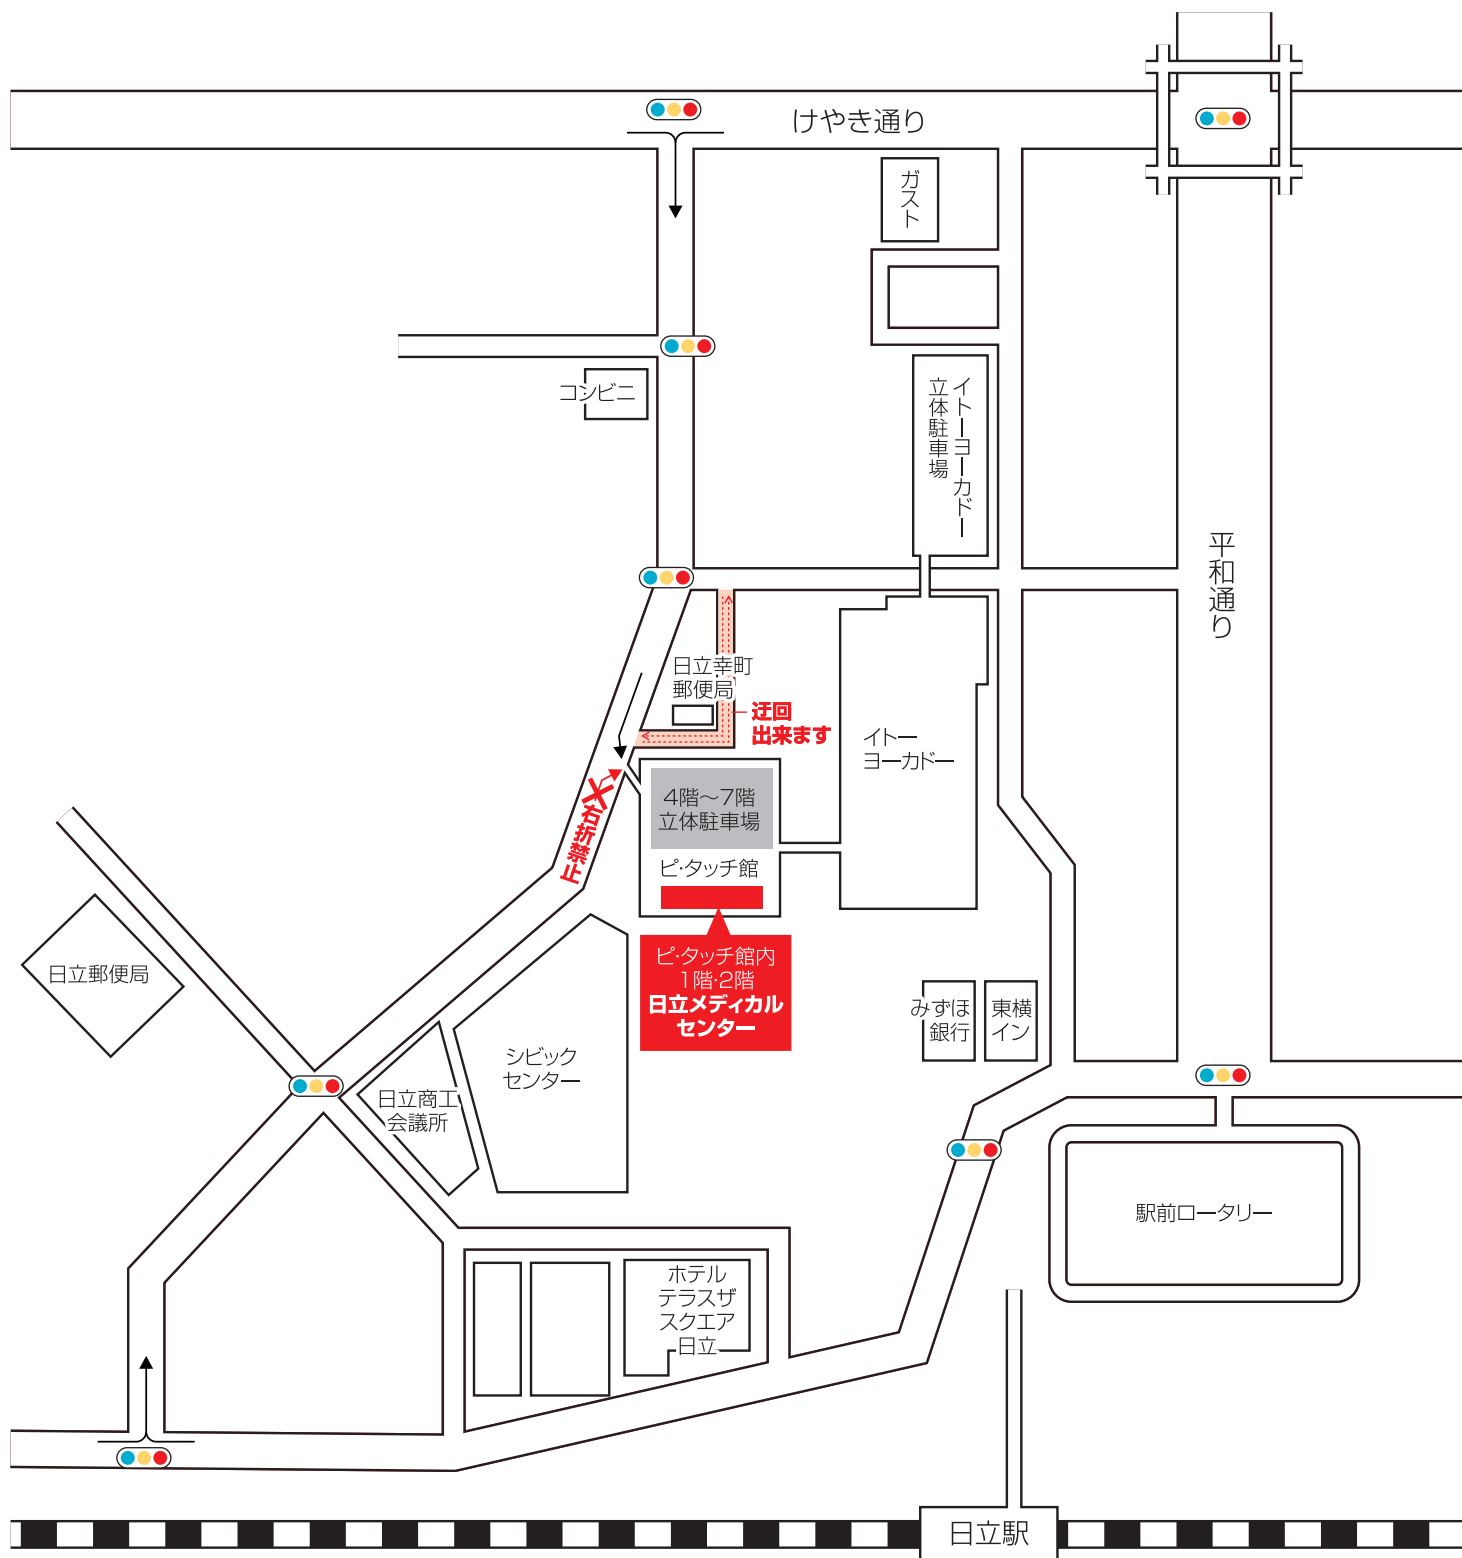 けやき通り
ガスト
コンビニ
イトーヨーカドー
立体駐車場
平和通り
日立幸町
郵便局
迂回
出来ます
イトー
ヨーカドー
4階～7階
立体駐車場
ピ・タッチ館
右折禁止
ピ・タッチ館内
1階・2階
日立メディカル
センター
日立郵便局
みずほ
銀行
東横
イン
シビック
センター
日立商工
会議所
駅前ロータリー
ホテル
テラスザ
スクエア
日立
日立駅